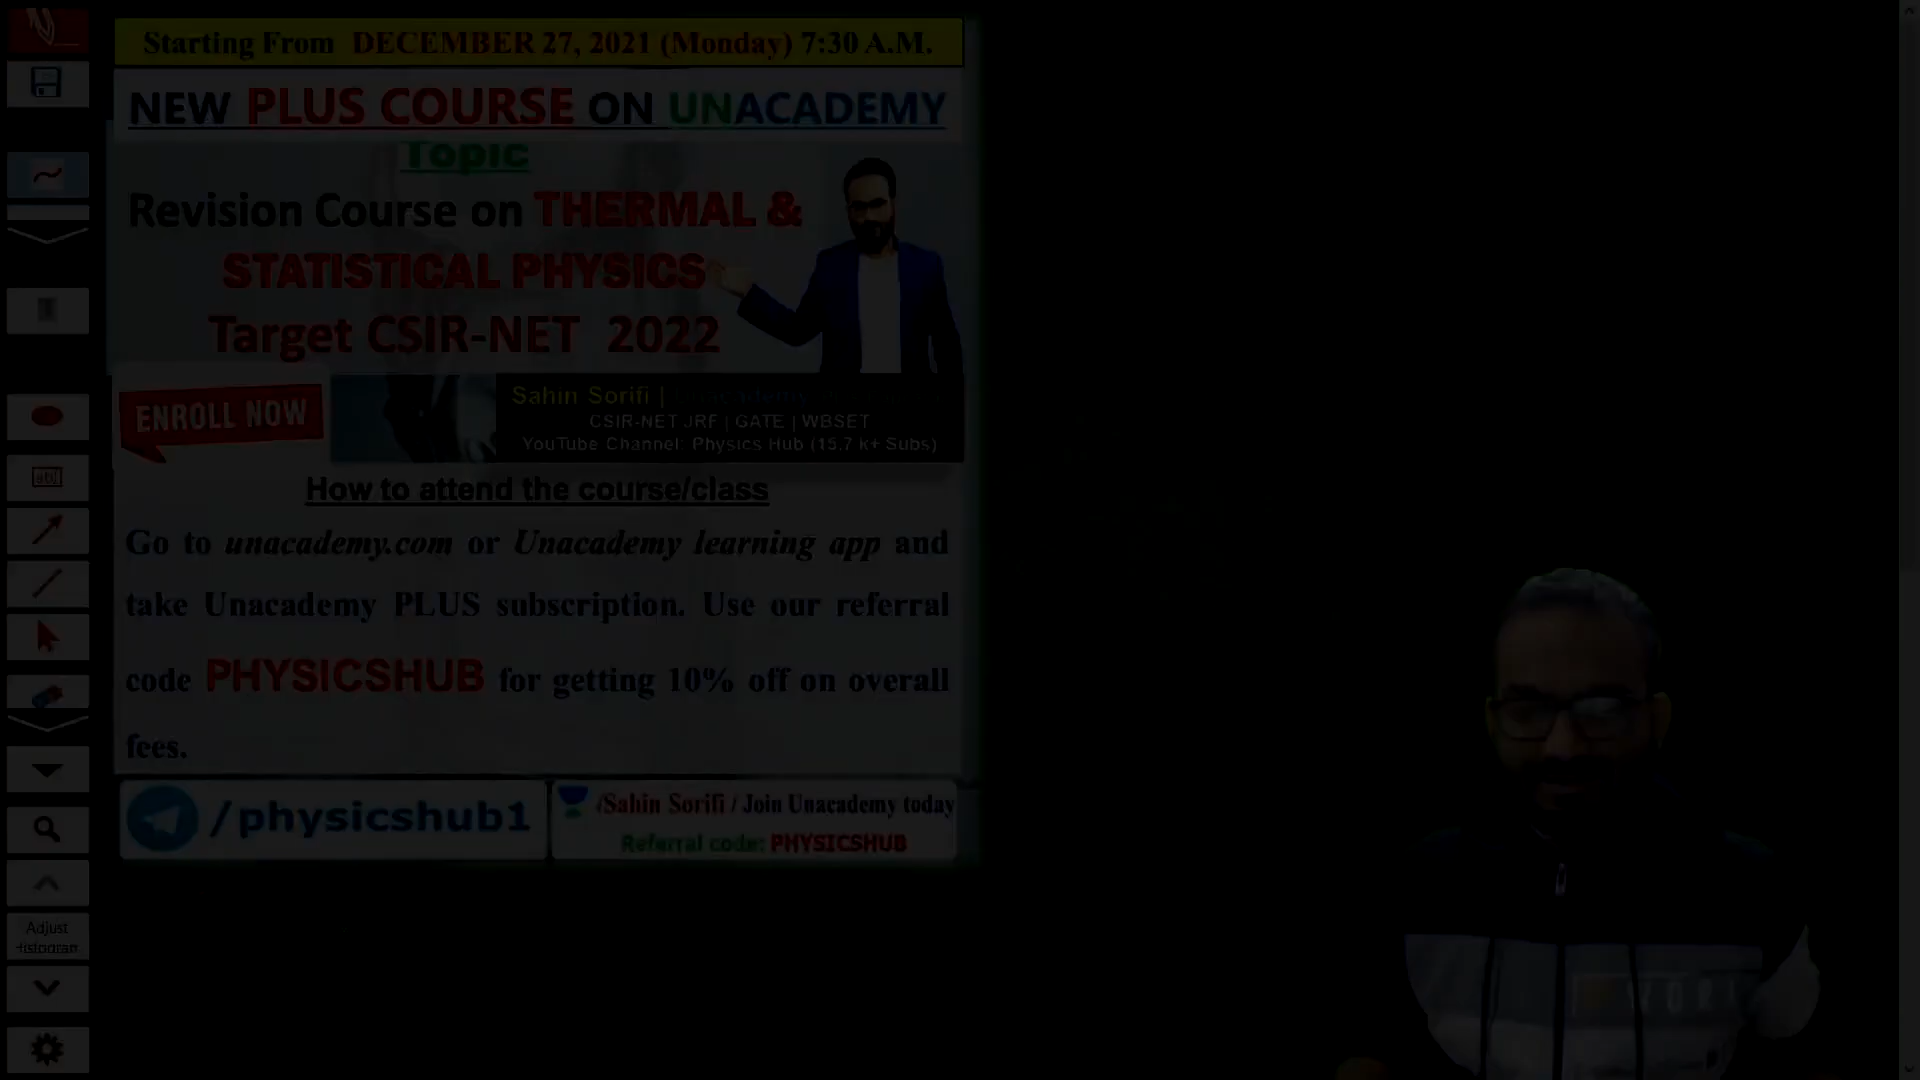 Starting From DECEMBER 27, 2021 (Monday) 7:30 A.M.
NEW PLUS COURSE ON UNACADEMY
Topic
Revision Course on THERMAL &
STATISTICAL PHYSICS
Target CSIR-NET 2022
ENROLL NOW
Sahin Sorifi | Unacademy
CSIR-NET JRF | GATE | WBSET
YouTube Channel: Physics Hub (15.7 k+ Subs)
How to attend the course/class
Go to unacademy.com or Unacademy learning app and
take Unacademy PLUS subscription. Use our referral
code PHYSICSHUB for getting 10% off on overall
fees.
/physicshub1
/Sahin Sorifi / Join Unacademy today
Referral code: PHYSICSHUB
ab|
Adjust
Histogram